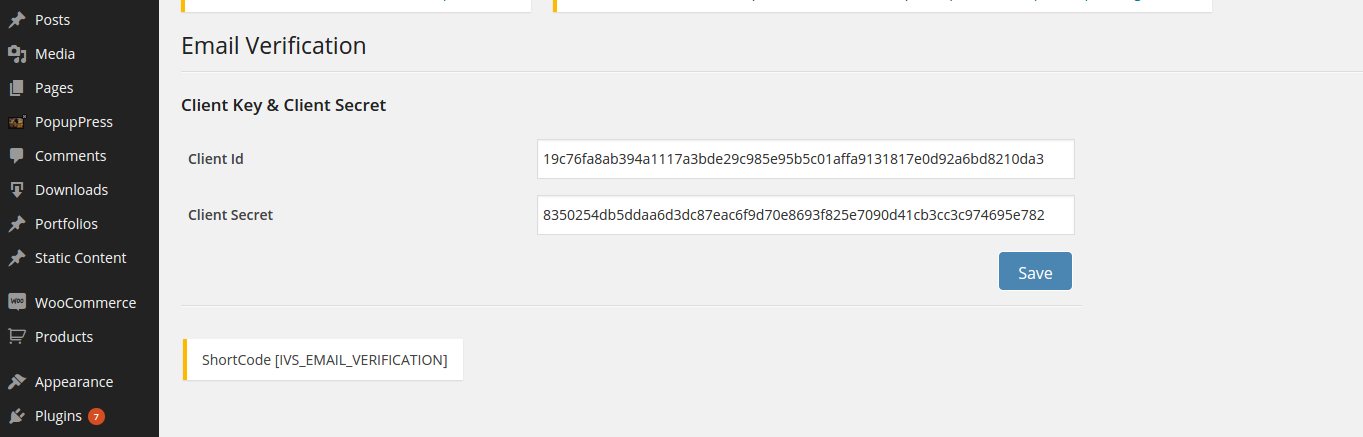 Posts
Media
Pages
PopupPress
Comments
Downloads
Portfolios
Static Content
WooCommerce
Products
Appearance
Plugins 7
Email Verification
Client Key & Client Secret
Client Id 19c76fa8ab394a1117a3bde29c985e95b5c01affa9131817e0d92a6bd8210da3
Client Secret 8350254db5ddaa6d3dc87eac6f9d70e8693f825e7090d41cb3cc3c974695e782
Save
ShortCode [IVS_EMAIL_VERIFICATION]